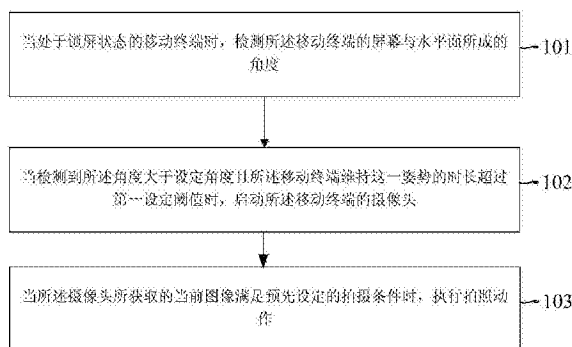 当处于锁屏状态的移动终端时，检测所述移动终端的屏幕与水平面所成的
角度
101
当检测到所述角度大于设定角度且所述移动终端维持这一姿势的时长超过
第一设定阈值时，启动所述移动终端的摄像头
102
当所述摄像头所获取的当前图像满足预先设定的拍摄条件时，执行拍照动
作
103